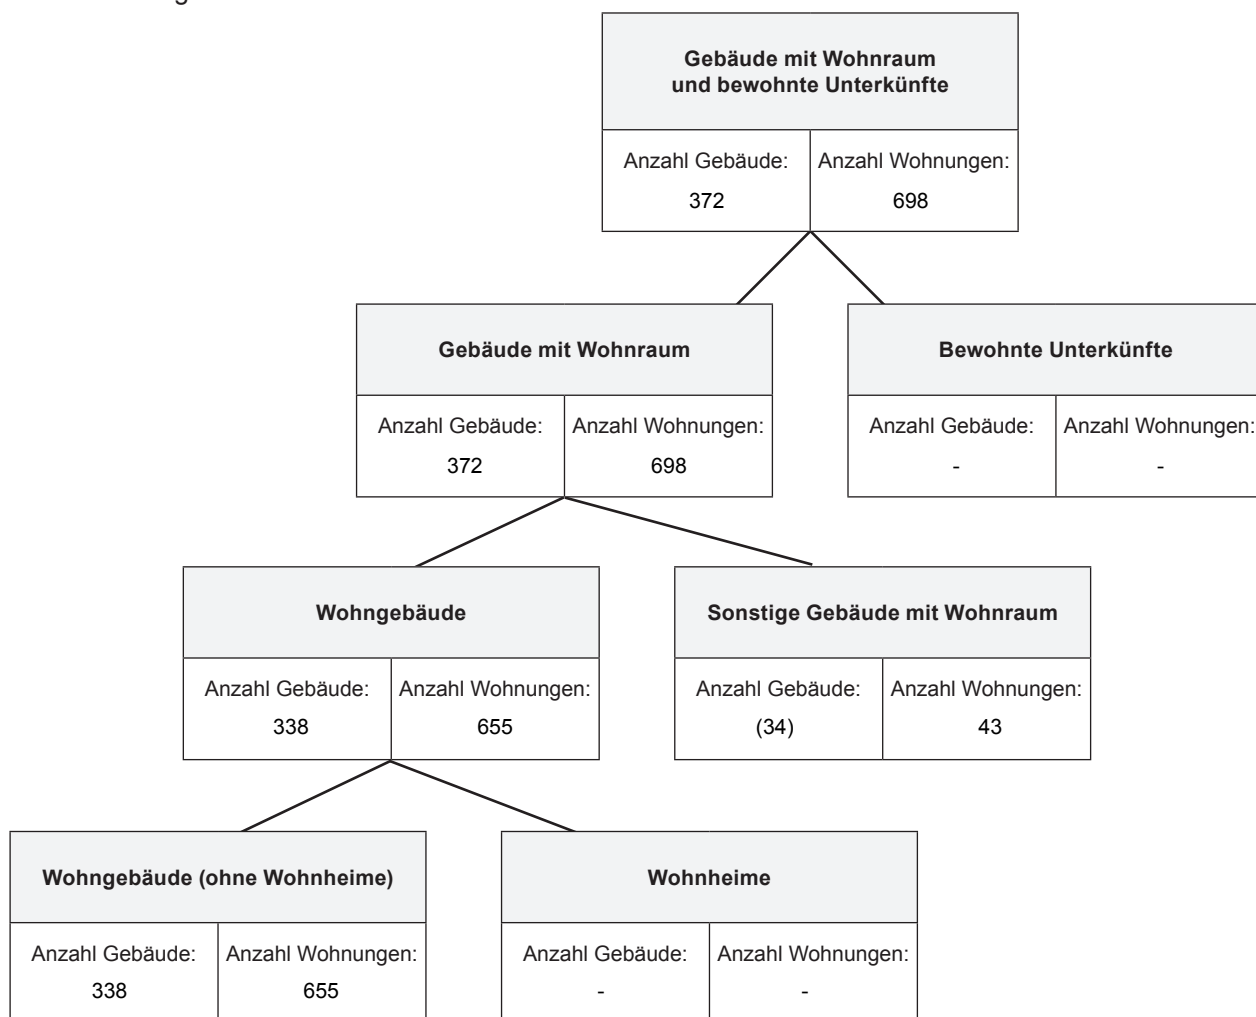 Gebäude mit Wohnraum
und bewohnte Unterkünfte
Anzahl Gebäude: Anzahl Wohnungen:
372 698
Gebäude mit Wohnraum
Anzahl Gebäude: Anzahl Wohnungen:
372 698
Bewohnte Unterkünfte
Anzahl Gebäude: Anzahl Wohnungen:
- -
Wohngebäude
Anzahl Gebäude: Anzahl Wohnungen:
338 655
Sonstige Gebäude mit Wohnraum
Anzahl Gebäude: Anzahl Wohnungen:
(34) 43
Wohngebäude (ohne Wohnheime)
Anzahl Gebäude: Anzahl Wohnungen:
338 655
Wohnheime
Anzahl Gebäude: Anzahl Wohnungen:
- -